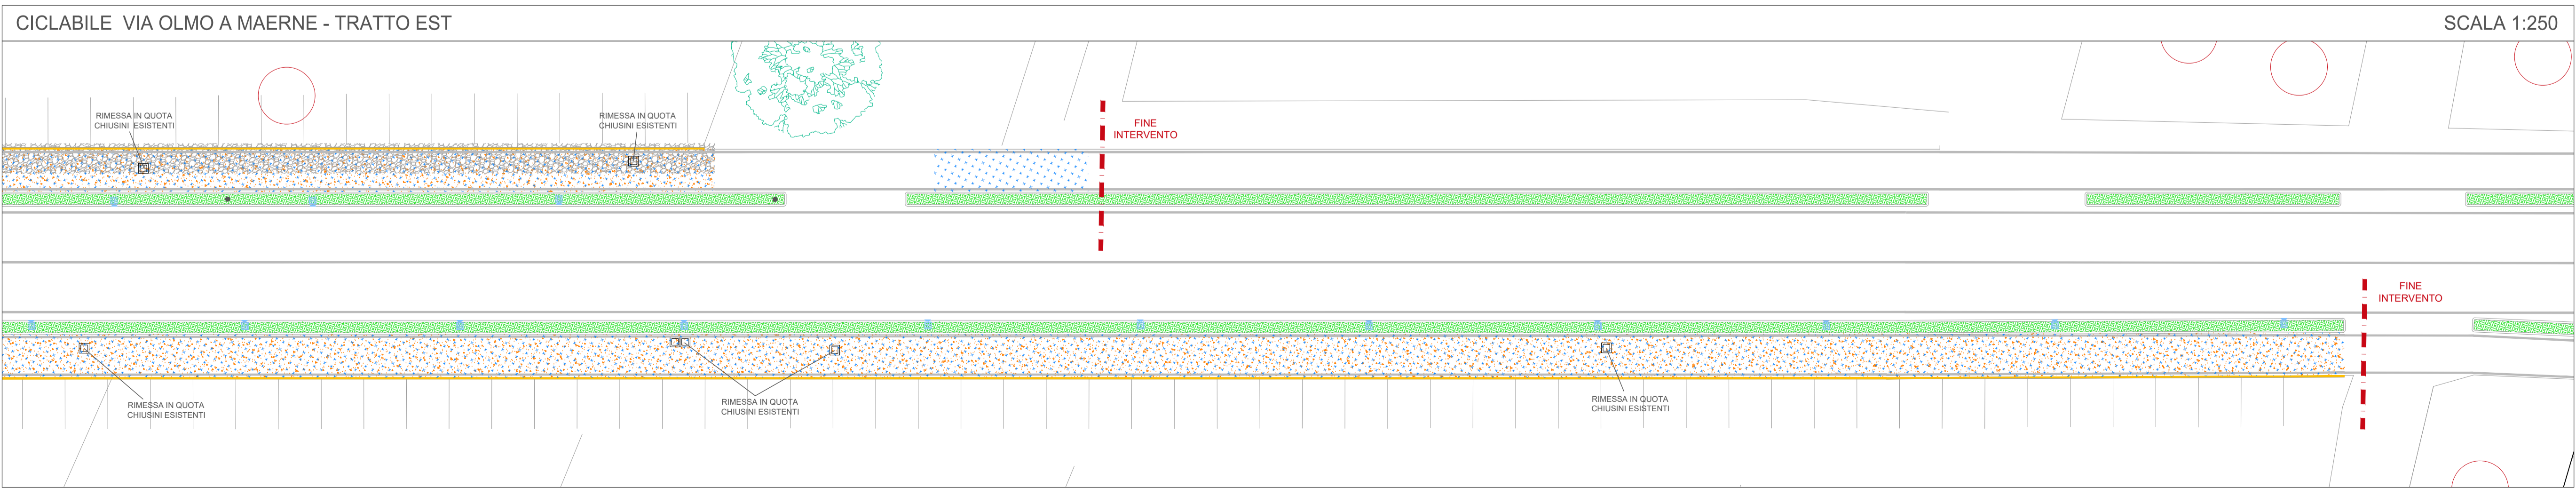 CICLABILE  VIA OLMO A MAERNE - TRATTO EST
SCALA 1:250
RIMESSA IN QUOTA
CHIUSINI  ESISTENTI
RIMESSA IN QUOTA
CHIUSINI ESISTENTI
FINE
INTERVENTO
FINE
INTERVENTO
RIMESSA IN QUOTA
CHIUSINI ESISTENTI
RIMESSA IN QUOTA
CHIUSINI ESISTENTI
RIMESSA IN QUOTA
CHIUSINI ESISTENTI